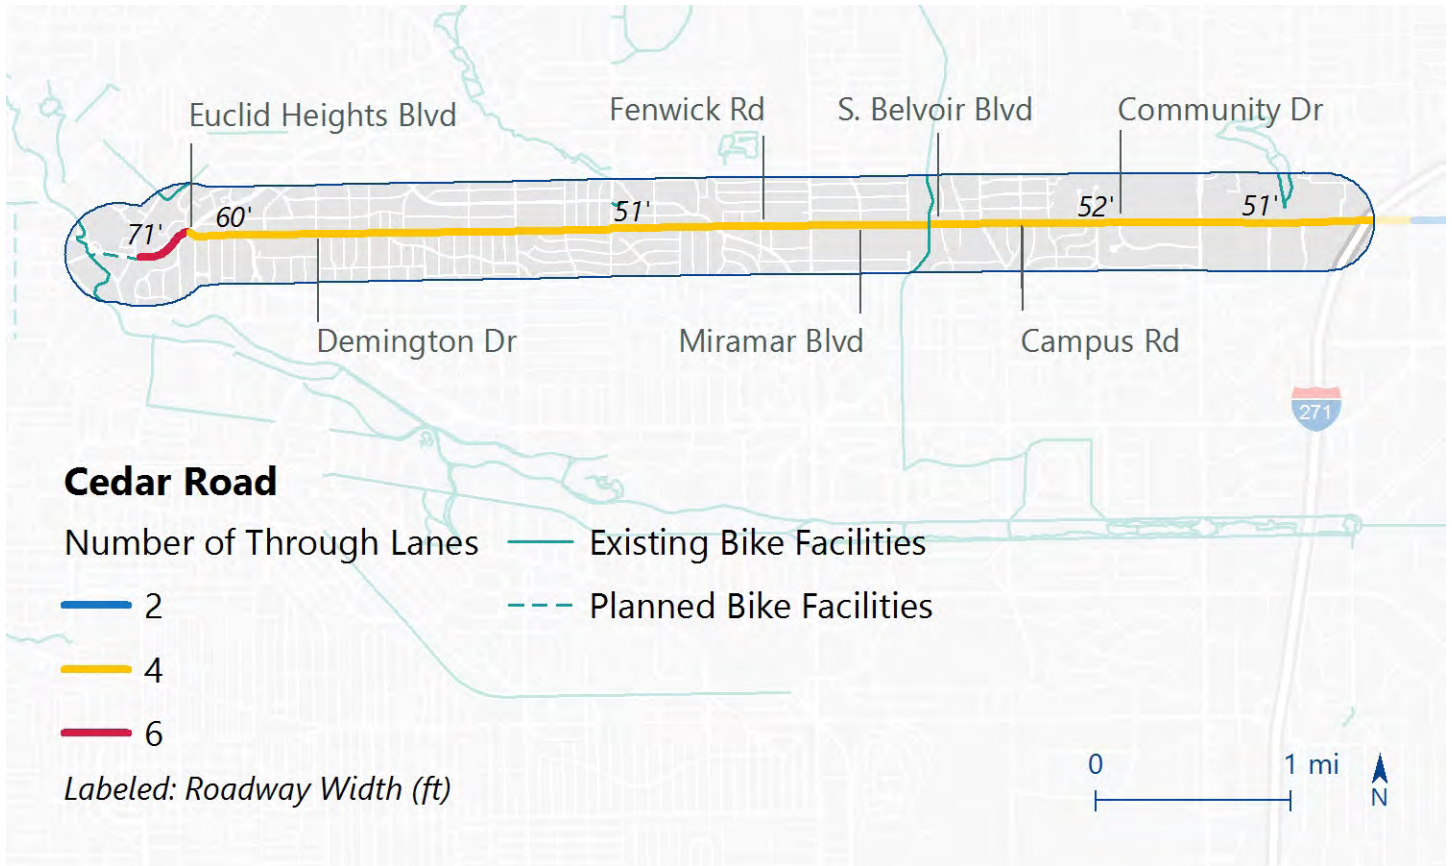 Euclid Heights Blvd
Fenwick Rd
S. Belvoir Blvd
Community Dr
71'
60'
51'
52'
51'
Demington Dr
Miramar Blvd
Campus Rd
271
Cedar Road
Number of Through Lanes
2
4
6
Existing Bike Facilities
Planned Bike Facilities
Labeled: Roadway Width (ft)
0 1 mi
N